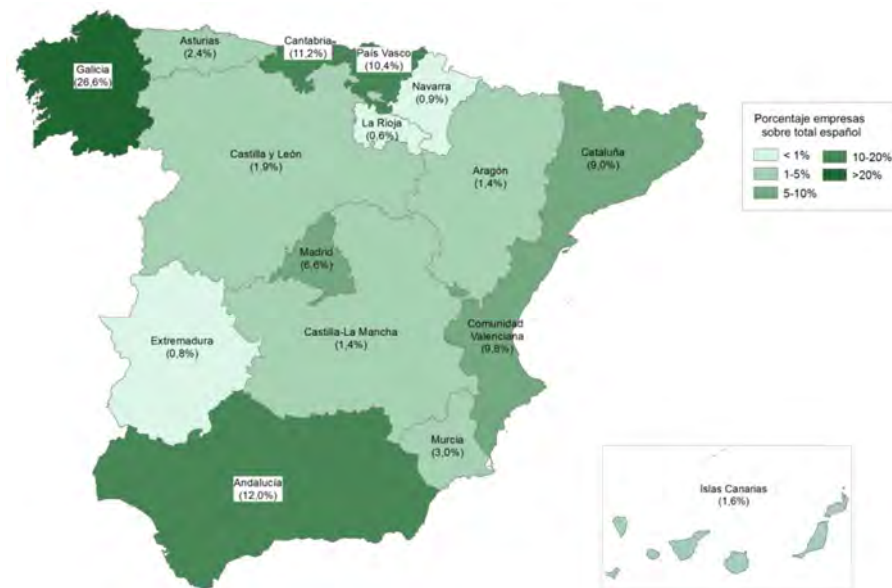 Asturias
(2,4%)
Cantabria
(11,2%)
País Vasco
(10,4%)
Galicia
(26,6%)
Navarra
(0,9%)
La Rioja
(0,6%)
Castilla y León
(1,9%)
Aragón
(1,4%)
Cataluña
(9,0%)
Porcentaje empresas
sobre total español
< 1%
10-20%
1-5%
>20%
5-10%
Madrid
(6,6%)
Extremadura
(0,8%)
Castilla-La Mancha
(1,4%)
Comunidad
Valenciana
(9,8%)
Murcia
(3,0%)
Andalucía
(12,0%)
Islas Canarias
(1,6%)